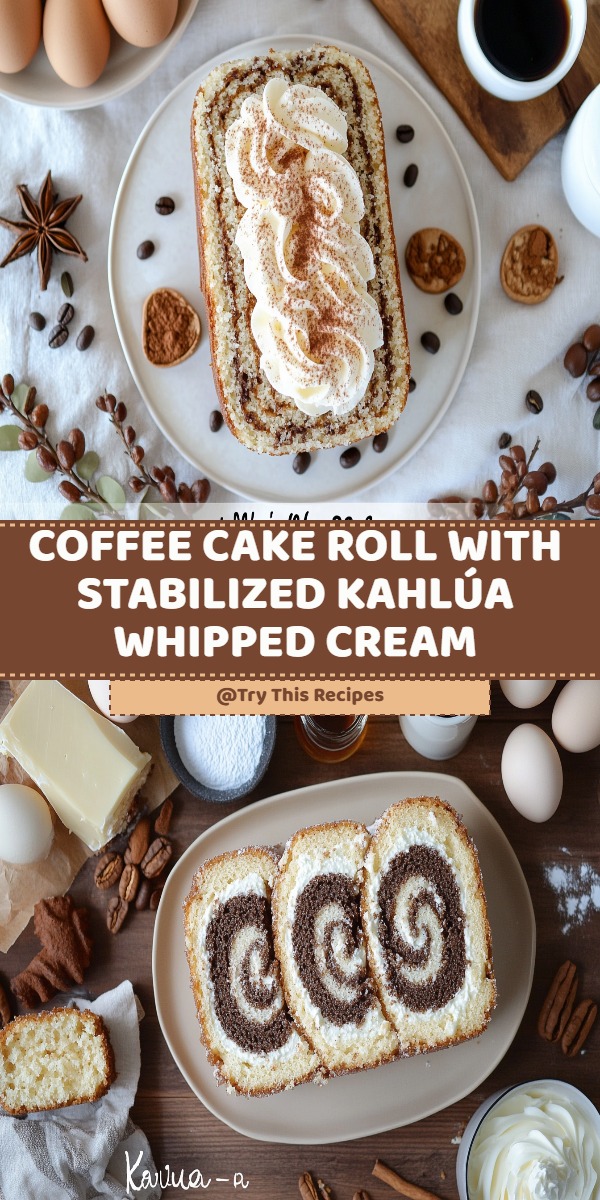 COFFEE CAKE ROLL WITH
STABILIZED KAHLÚA
WHIPPED CREAM
@Try This Recipes